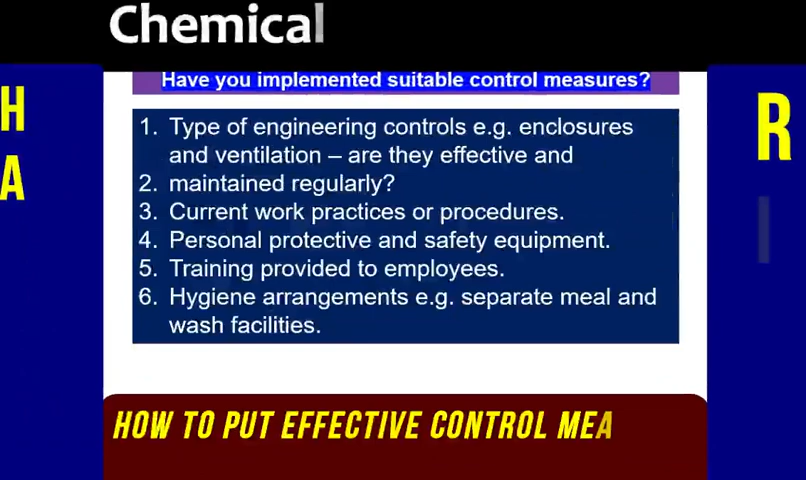 Chemical
H
A
R
I
Have you implemented suitable control measures?
1. Type of engineering controls e.g. enclosures
and ventilation – are they effective and
2. maintained regularly?
3. Current work practices or procedures.
4. Personal protective and safety equipment.
5. Training provided to employees.
6. Hygiene arrangements e.g. separate meal and
wash facilities.
HOW TO PUT EFFECTIVE CONTROL MEA